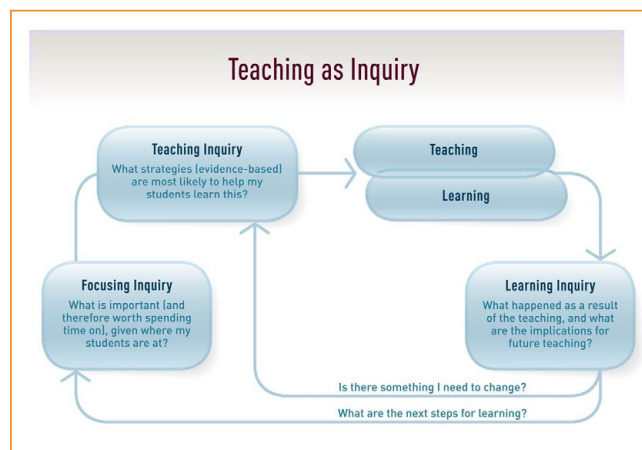 Teaching as Inquiry
Teaching Inquiry
What strategies (evidence-based)
are most likely to help my
students learn this?
Teaching
Learning
Focusing Inquiry
What is important (and
therefore worth spending
time on), given where my
students are at?
Learning Inquiry
What happened as a result
of the teaching, and what
are the implications for
future teaching?
Is there something I need to change?
What are the next steps for learning?